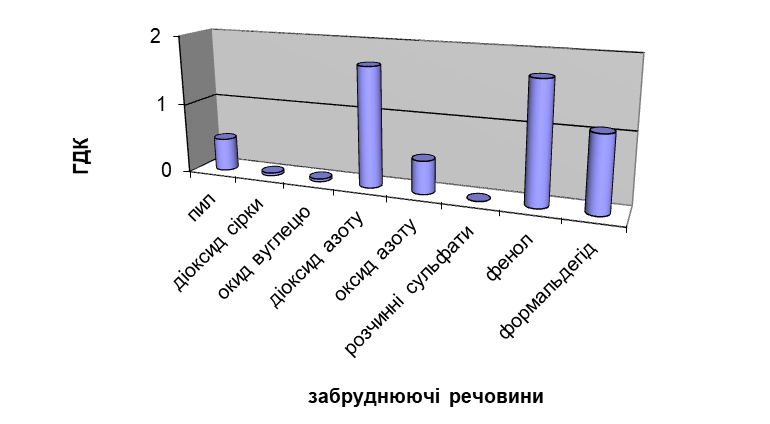 2
1
0
ГДК
пил
діоксид сірки
окид вуглецю
діоксид азоту
оксид азоту
розчинні сульфати
фенол
формальдегід
забруднюючі речовини